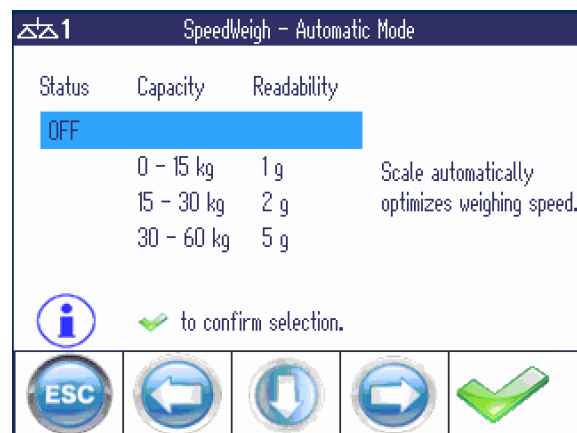 1 SpeedWeigh - Automatic Mode
Status Capacity Readability
OFF
0 - 15 kg 1 g
15 - 30 kg 2 g
30 - 60 kg 5 g
Scale automatically
optimizes weighing speed.
to confirm selection.
ESC